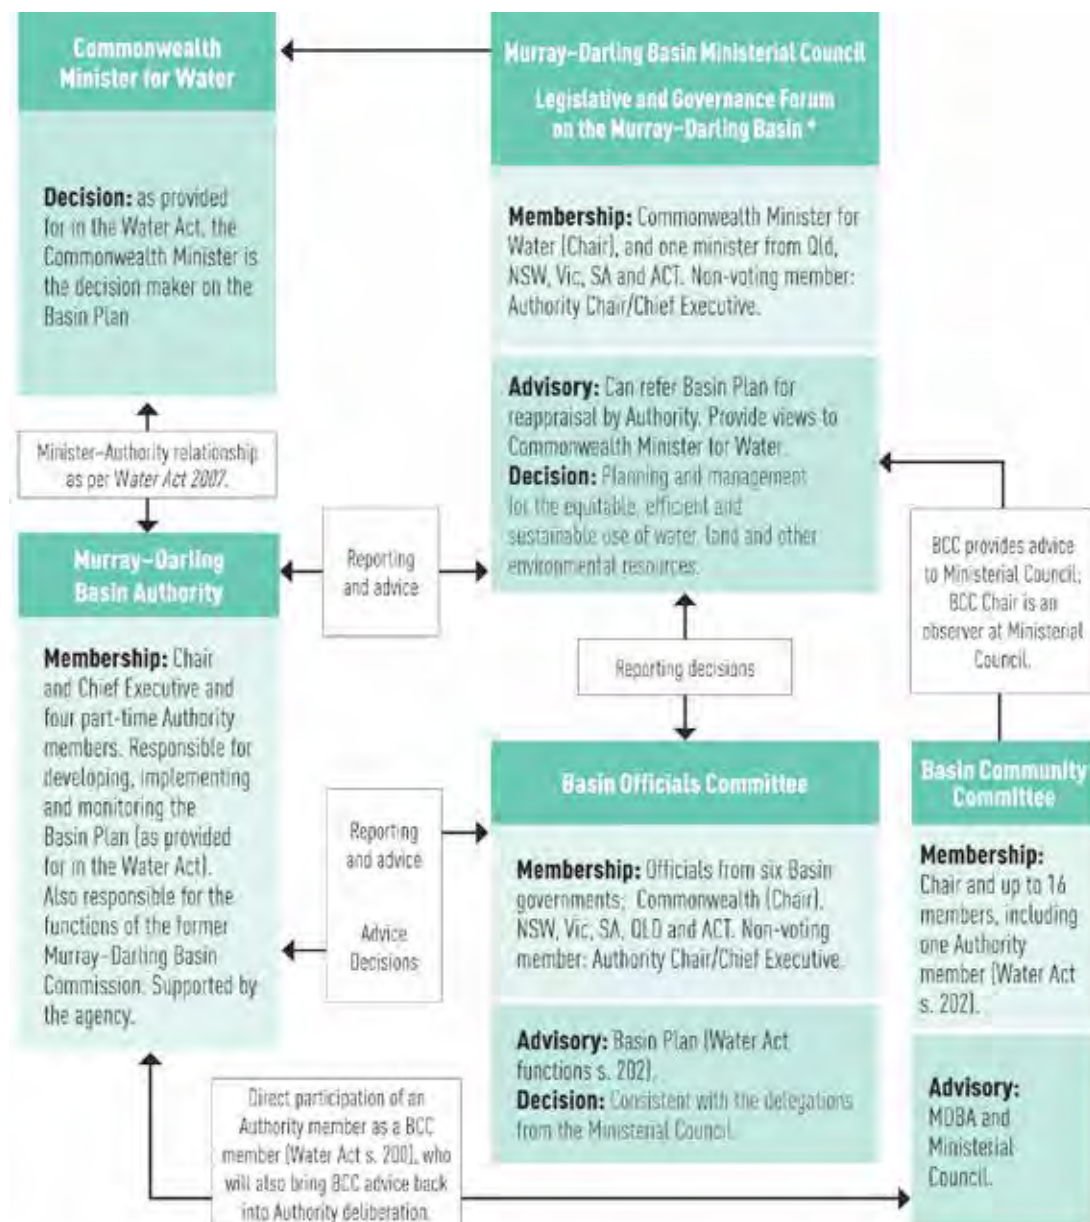 Commonwealth
Minister for Water
Decision: as provided
for in the Water Act, the
Commonwealth Minister is
the decision maker on the
Basin Plan
Murray–Darling Basin Ministerial Council
Legislative and Governance Forum
on the Murray–Darling Basin *
Membership: Commonwealth Minister for
Water (Chair), and one minister from Qld,
NSW, Vic, SA and ACT. Non-voting member:
Authority Chair/Chief Executive.
Advisory: Can refer Basin Plan for
reappraisal by Authority. Provide views to
Commonwealth Minister for Water.
Decision: Planning and management
for the equitable, efficient and
sustainable use of water, land and other
environmental resources.
Minister–Authority relationship
as per Water Act 2007.
Reporting
and advice
BCC provides advice
to Ministerial Council;
BCC Chair is an
observer at Ministerial
Council.
Murray–Darling
Basin Authority
Membership: Chair
and Chief Executive and
four part-time Authority
members. Responsible for
developing, implementing
and monitoring the
Basin Plan (as provided
for in the Water Act).
Also responsible for the
functions of the former
Murray–Darling Basin
Commission. Supported by
the agency.
Reporting decisions
Reporting
and advice
Advice
Decisions
Basin Officials Committee
Membership: Officials from six Basin
governments; Commonwealth (Chair),
NSW, Vic, SA, QLD and ACT. Non-voting
member: Authority Chair/Chief Executive.
Advisory: Basin Plan (Water Act
functions s. 202).
Decision: Consistent with the delegations
from the Ministerial Council.
Basin Community
Committee
Membership:
Chair and up to 16
members, including
one Authority
member (Water Act
s. 202).
Advisory:
MDBA and
Ministerial
Council.
Direct participation of an
Authority member as a BCC
member (Water Act s. 200), who
will also bring BCC advice back
into Authority deliberation.